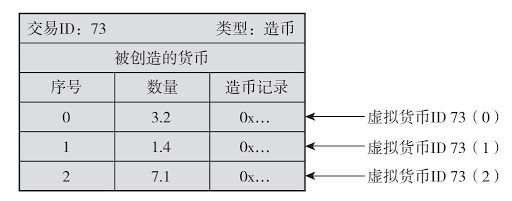 交易ID：73 类型：造币
被创造的货币
序号 数量 造币记录
0 3.2 0x… 虚拟货币ID 73（0）
1 1.4 0x… 虚拟货币ID 73（1）
2 7.1 0x… 虚拟货币ID 73（2）